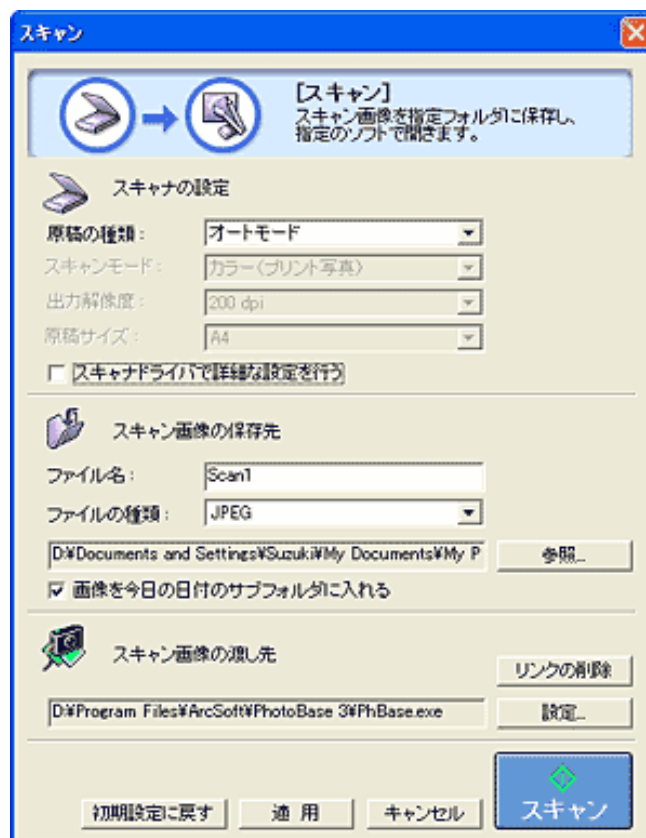 スキャン
[スキャン]
スキャン画像を指定フォルダに保存し、
指定のソフトで開きます。
スキャナの設定
原稿の種類： オートモード
スキャンモード： カラー(プリント写真)
出力解像度： 200 dpi
原稿サイズ： A4
スキャナドライバで詳細な設定を行う
スキャン画像の保存先
ファイル名： Scan1
ファイルの種類： JPEG
D:¥Documents and Settings¥Suzuki¥My Documents¥My P 参照...
画像を今日の日付のサブフォルダに入れる
スキャン画像の渡し先
リンクの削除
D:¥Program Files¥ArcSoft¥PhotoBase 3¥PhBase.exe 設定...
初期設定に戻す 適 用 キャンセル スキャン